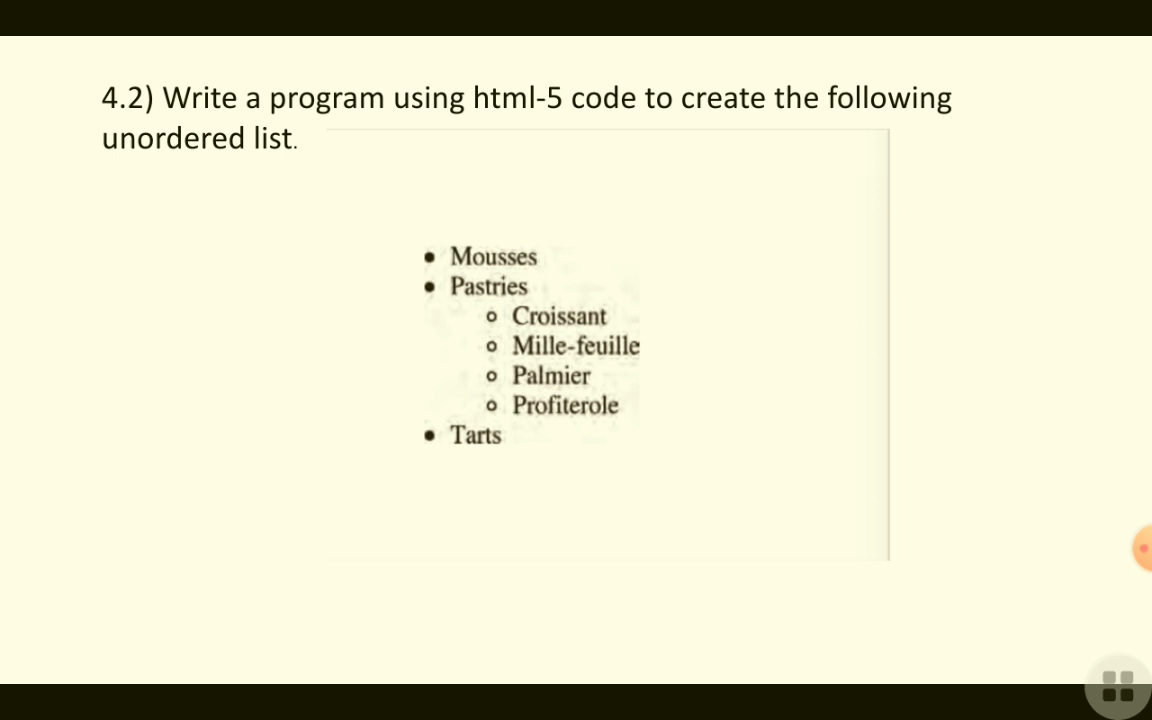 4.2) Write a program using html-5 code to create the following
unordered list.
• Mousses
• Pastries
o Croissant
o Mille-feuille
o Palmier
o Profiterole
• Tarts